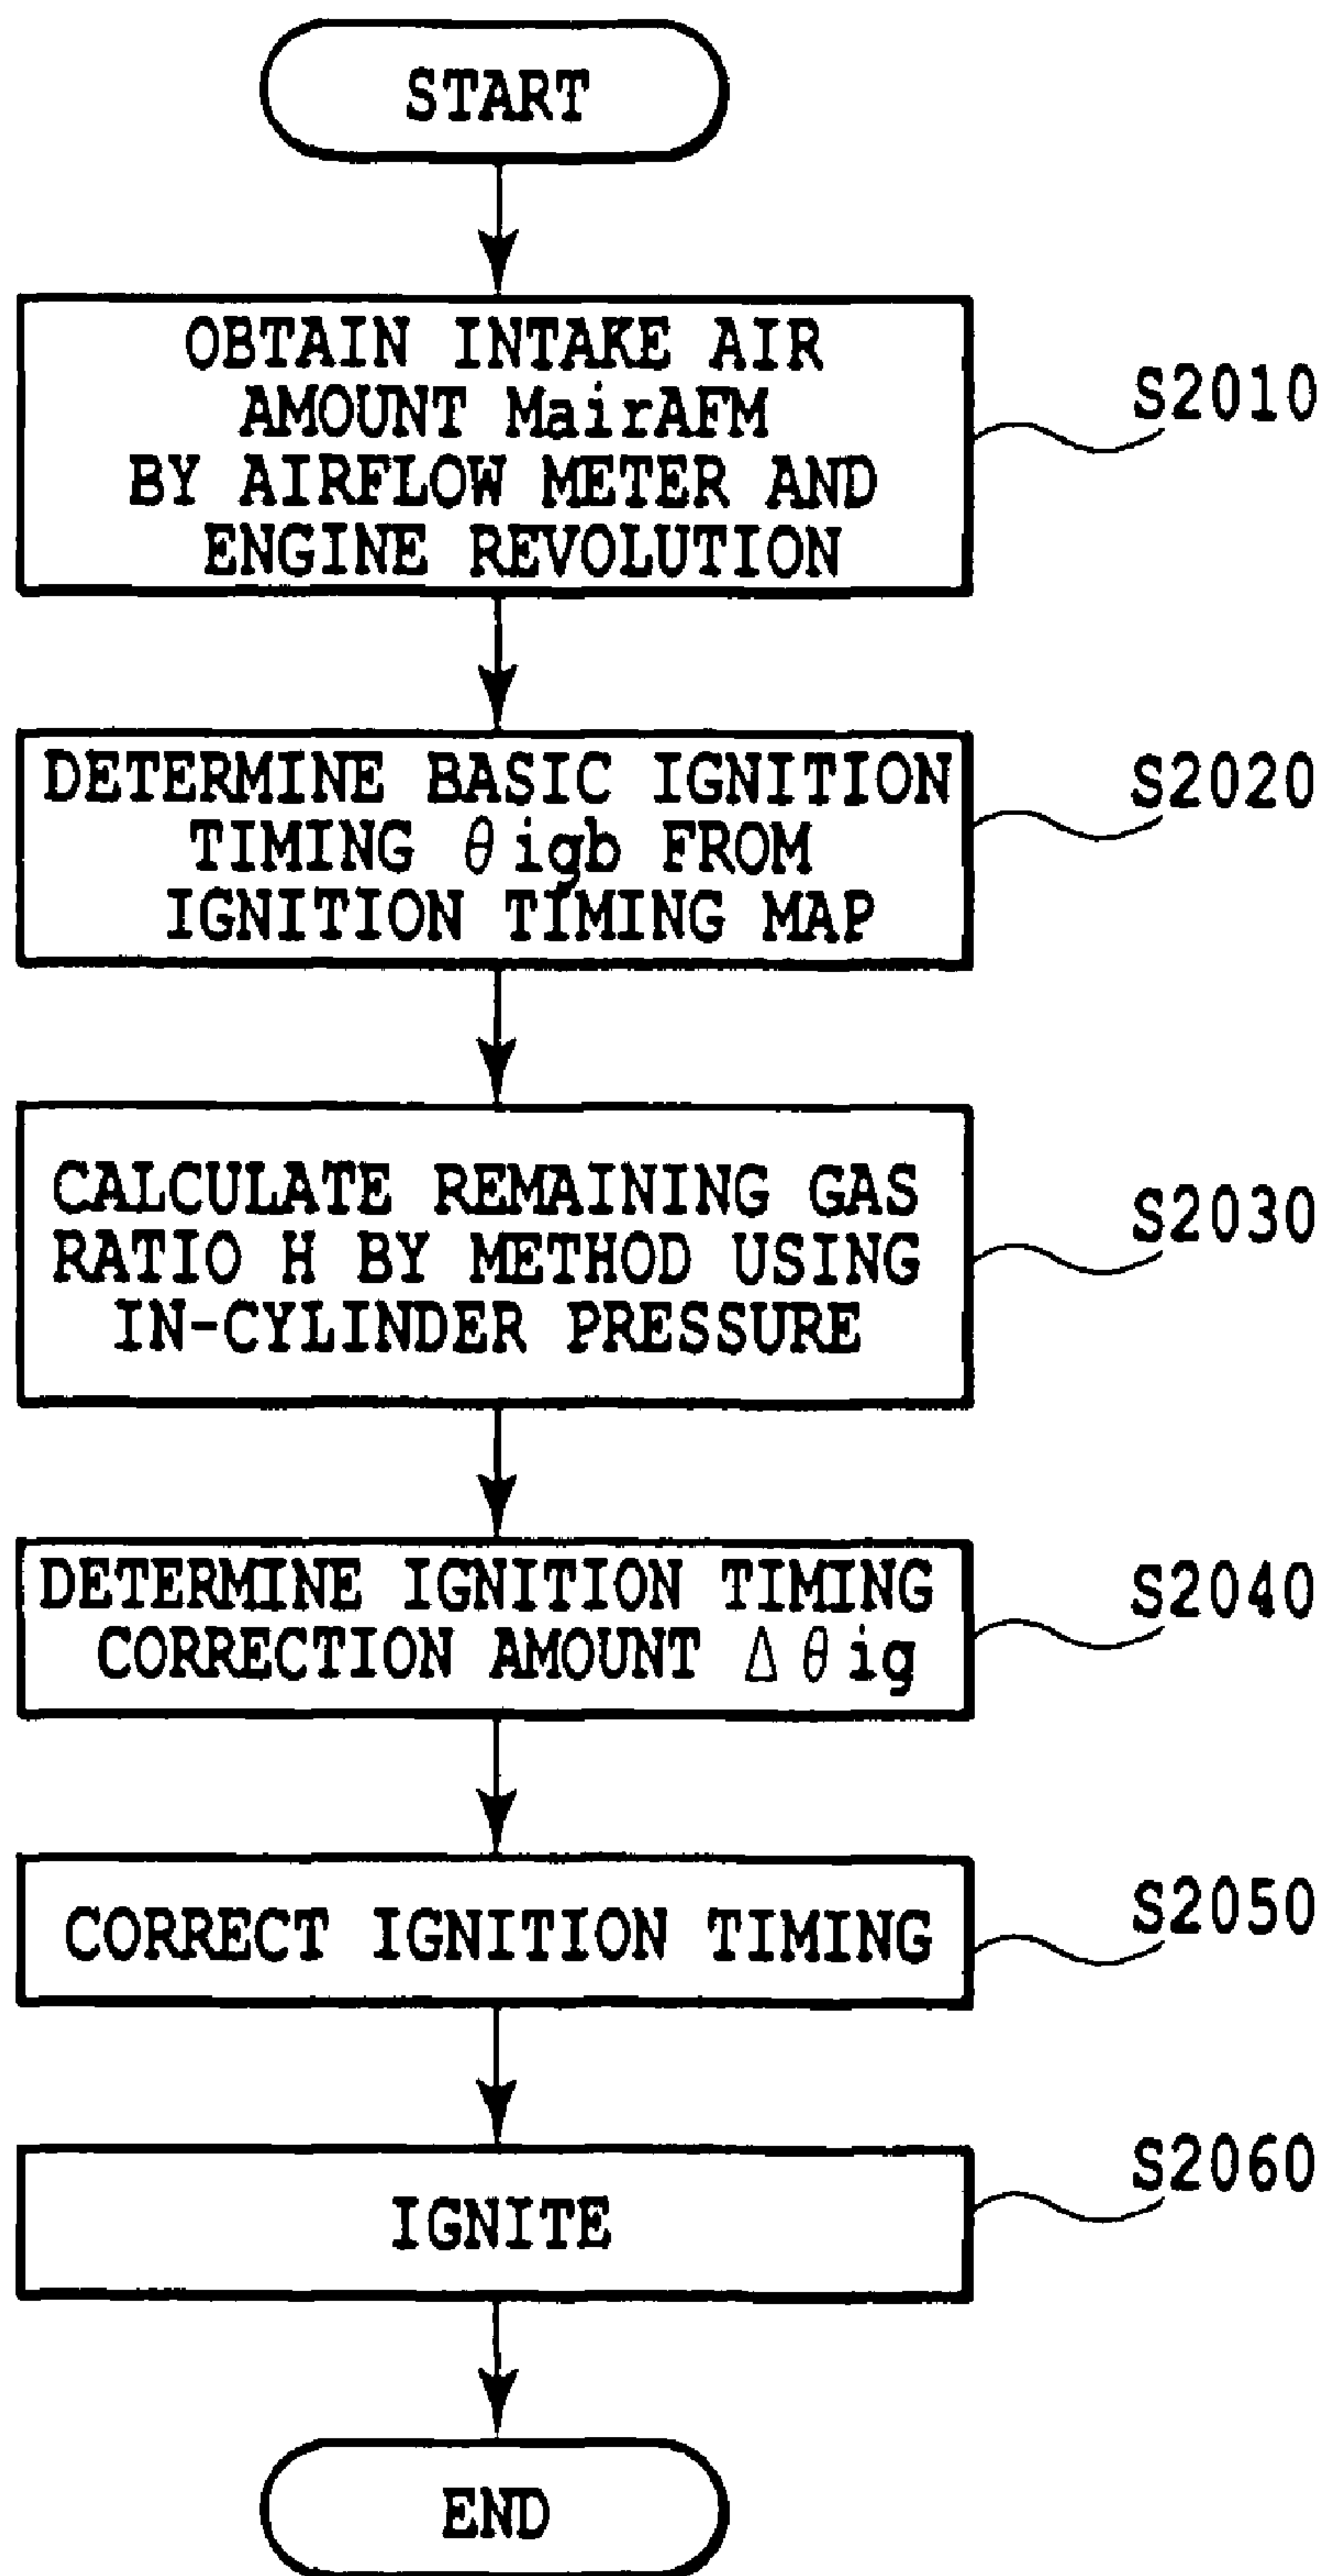 START
OBTAIN INTAKE AIR
AMOUNT MairAFM
BY AIRFLOW METER AND
ENGINE REVOLUTION
S2010
DETERMINE BASIC IGNITION
TIMING θigb FROM
IGNITION TIMING MAP
S2020
CALCULATE REMAINING GAS
RATIO H BY METHOD USING
IN-CYLINDER PRESSURE
S2030
DETERMINE IGNITION TIMING
CORRECTION AMOUNT Δθig
S2040
CORRECT IGNITION TIMING
S2050
IGNITE
S2060
END